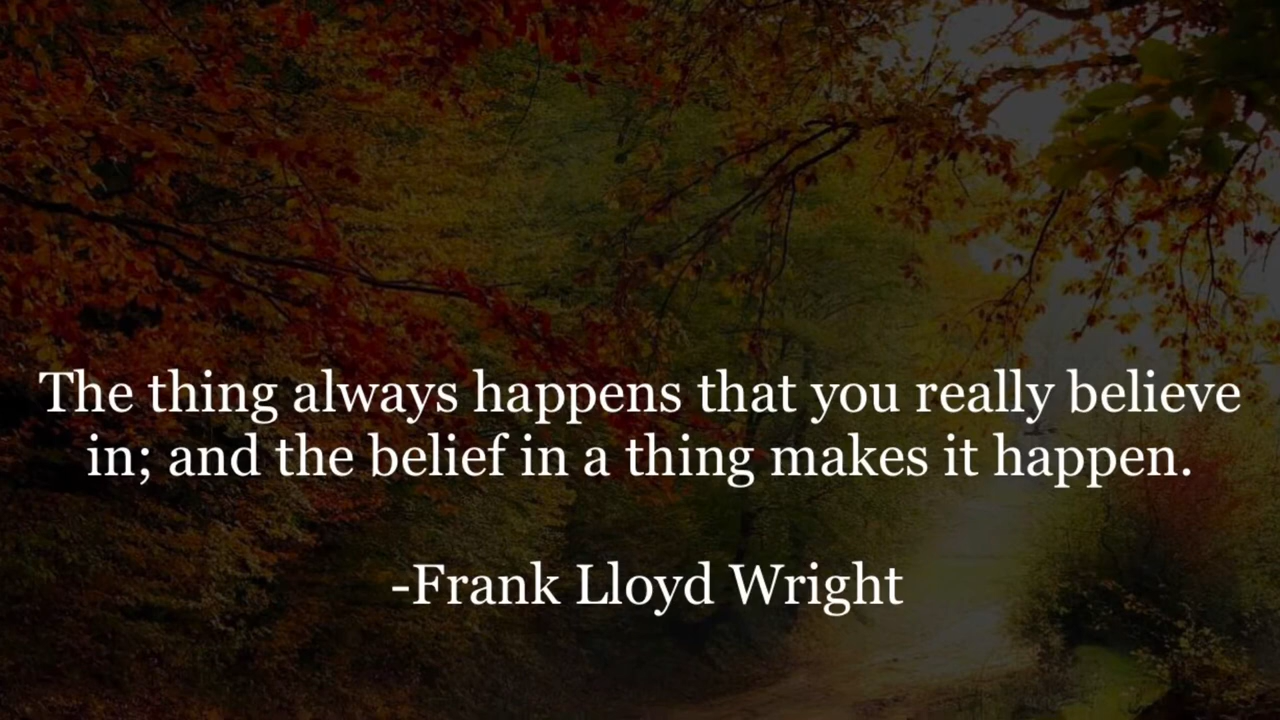 The thing always happens that you really believe
in; and the belief in a thing makes it happen.
-Frank Lloyd Wright